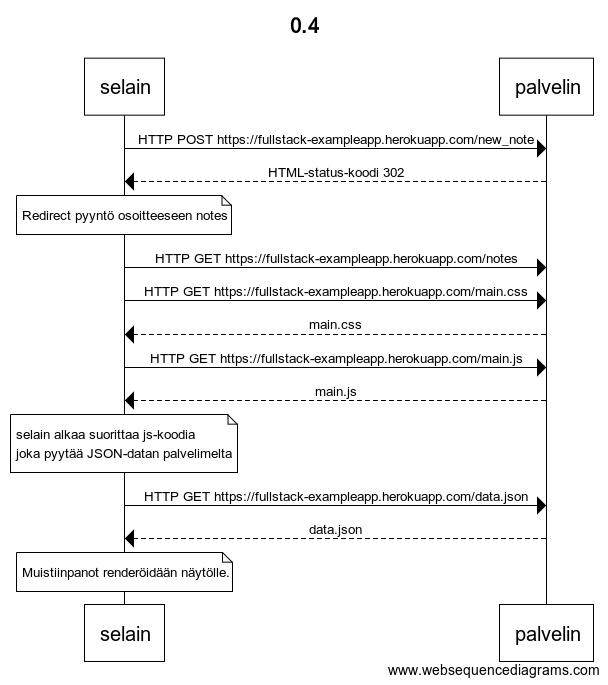 0.4
selain
palvelin
HTTP POST https://fullstack-exampleapp.herokuapp.com/new_note
HTML-status-koodi 302
Redirect pyyntö osoitteeseen notes
HTTP GET https://fullstack-exampleapp.herokuapp.com/notes
HTTP GET https://fullstack-exampleapp.herokuapp.com/main.css
main.css
HTTP GET https://fullstack-exampleapp.herokuapp.com/main.js
main.js
selain alkaa suorittaa js-koodia
joka pyytää JSON-datan palvelimelta
HTTP GET https://fullstack-exampleapp.herokuapp.com/data.json
data.json
Muistiinpanot renderöidään näytölle.
selain
palvelin
www.websequencediagrams.com